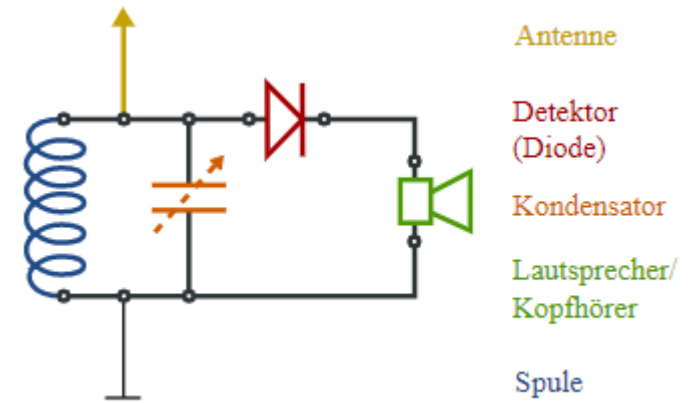 Antenne
Detektor
(Diode)
Kondensator
Lautsprecher/
Kopfhörer
Spule